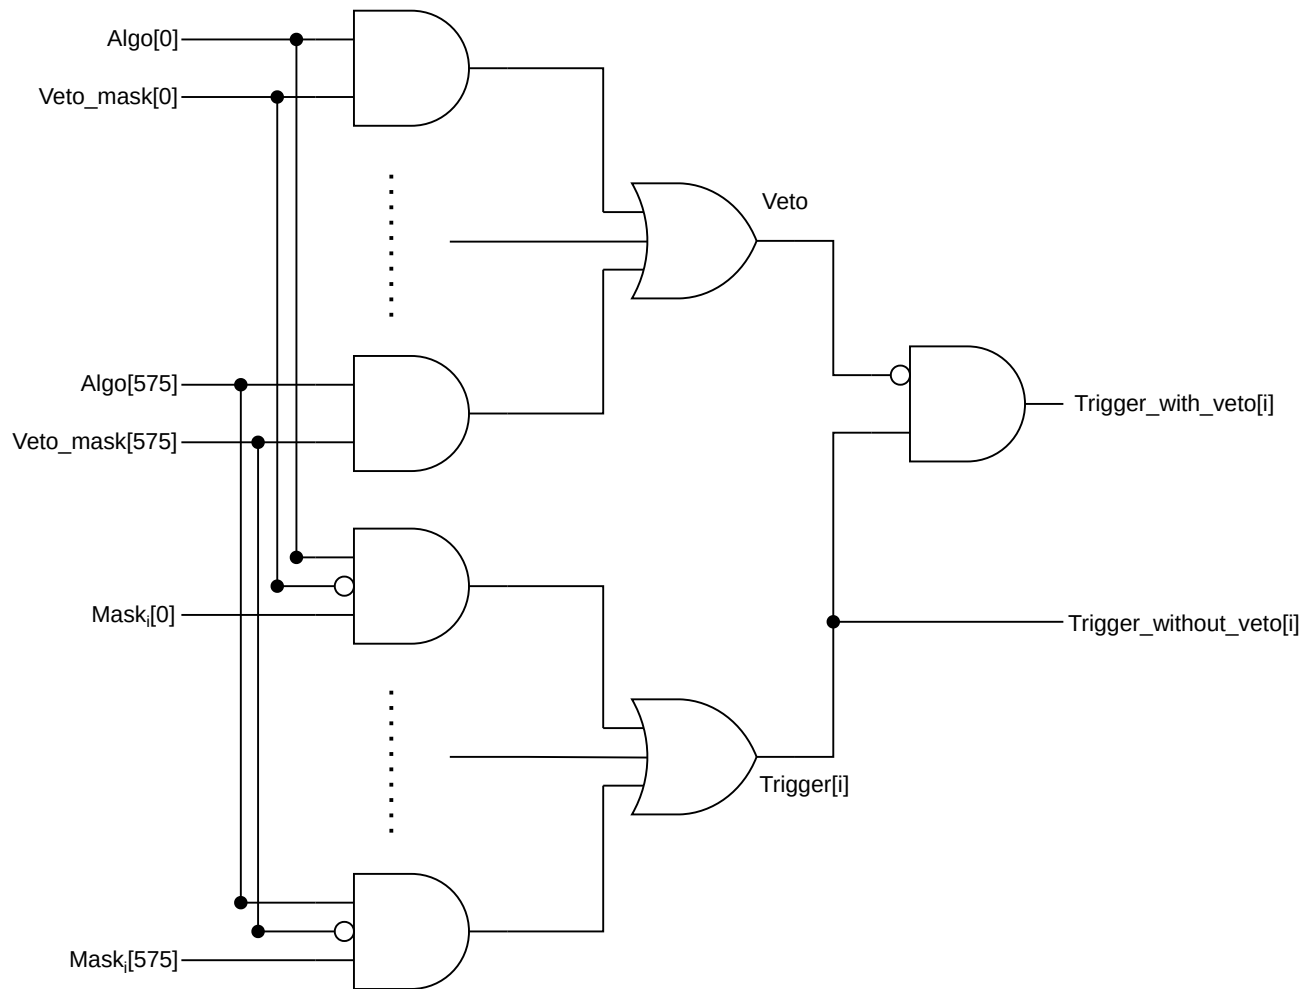 Algo[0]
Veto_mask[0]
Veto
Algo[575]
Trigger_with_veto[i]
Veto_mask[575]
Maskᵢ[0]
Trigger_without_veto[i]
Trigger[i]
Maskᵢ[575]